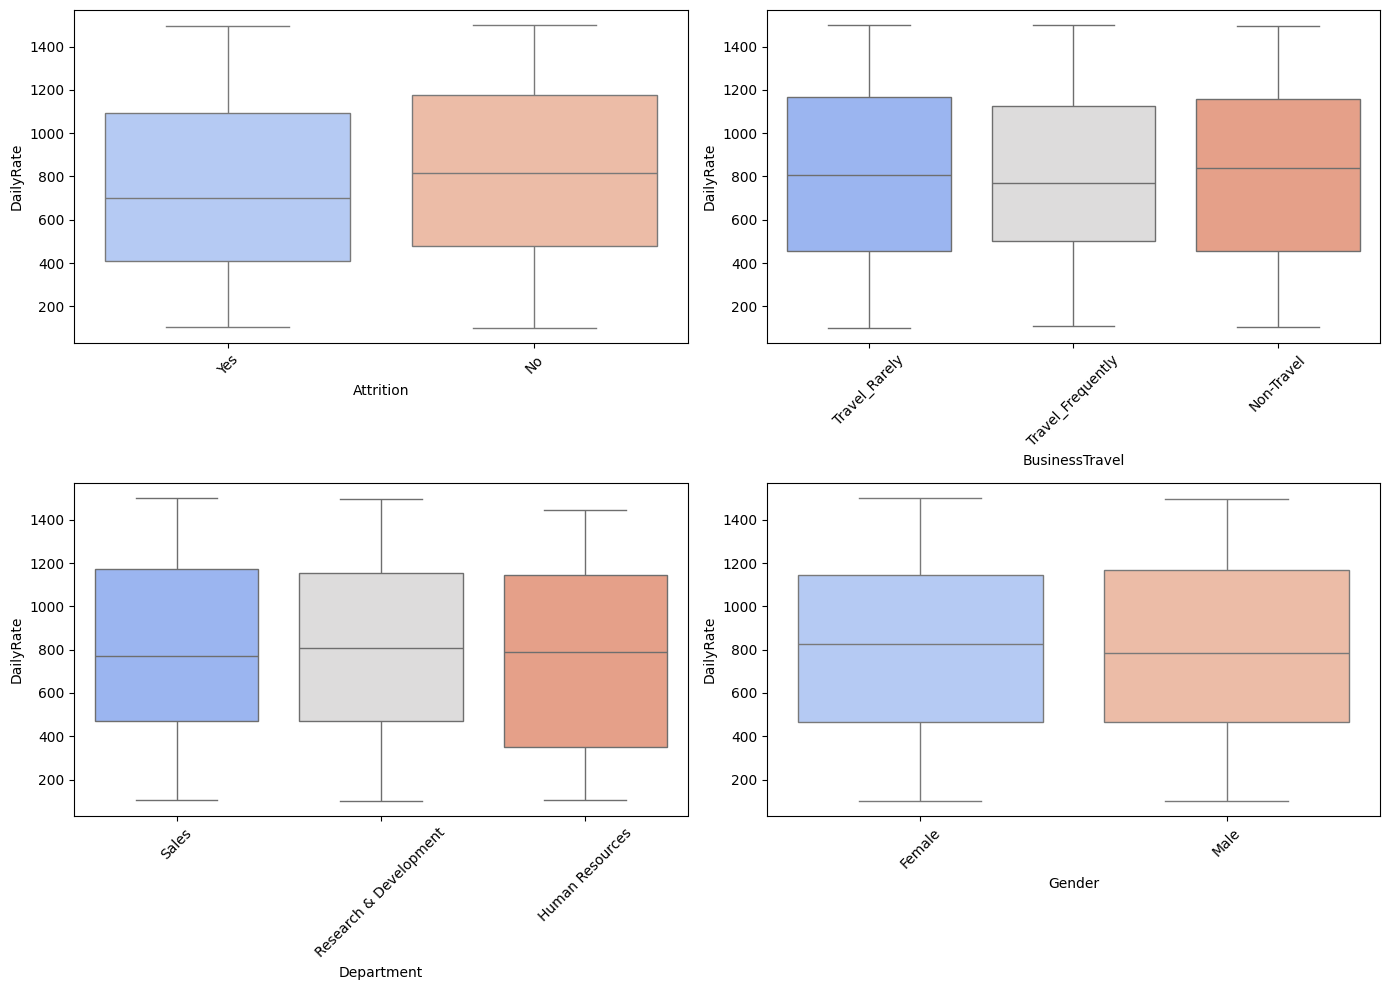 1400
1200
1000
800
600
400
200
DailyRate
Yes
No
Attrition
1400
1200
1000
800
600
400
200
DailyRate
Travel_Rarely
Travel_Frequently
Non-Travel
BusinessTravel
1400
1200
1000
800
600
400
200
DailyRate
Sales
Research & Development
Human Resources
Department
1400
1200
1000
800
600
400
200
DailyRate
Female
Male
Gender